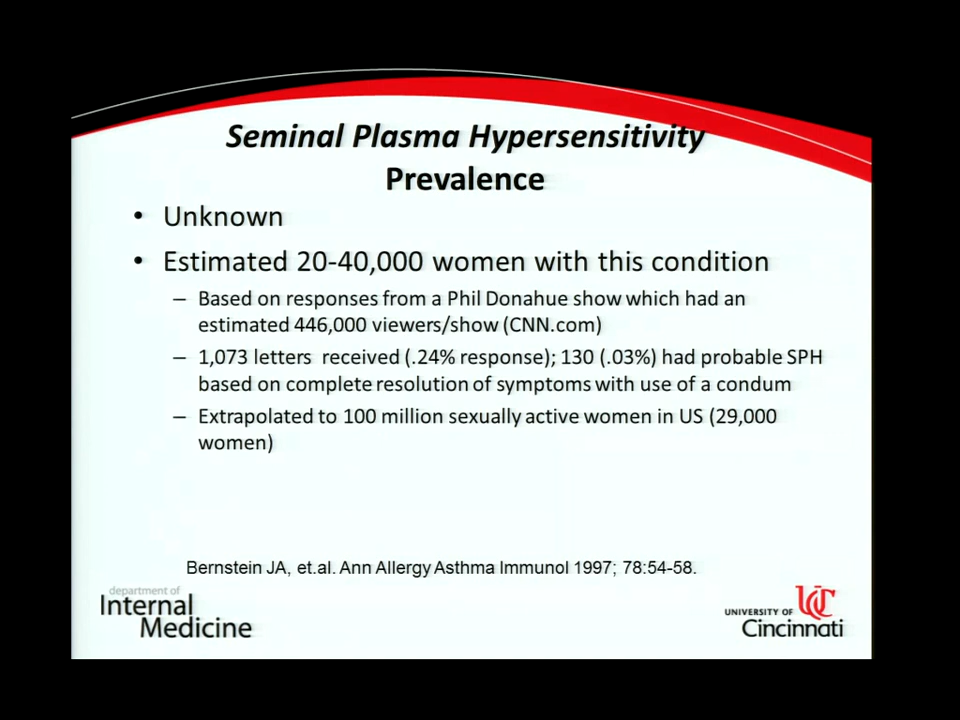 Seminal Plasma Hypersensitivity
Prevalence
• Unknown
• Estimated 20-40,000 women with this condition
– Based on responses from a Phil Donahue show which had an
estimated 446,000 viewers/show (CNN.com)
– 1,073 letters received (.24% response); 130 (.03%) had probable SPH
based on complete resolution of symptoms with use of a condum
– Extrapolated to 100 million sexually active women in US (29,000
women)
Bernstein JA, et.al. Ann Allergy Asthma Immunol 1997; 78:54-58.
department of
Internal
Medicine
UNIVERSITY OF UC
Cincinnati